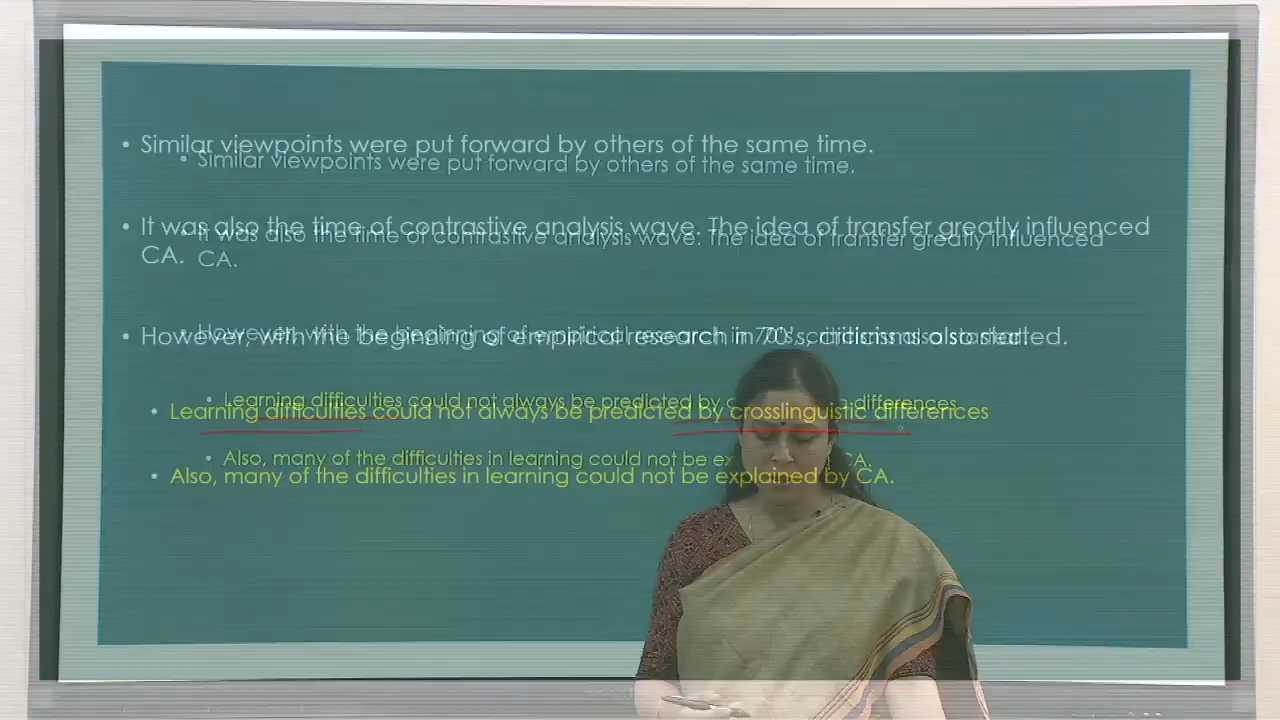 • Similar viewpoints were put forward by others of the same time.
• It was also the time of contrastive analysis wave. The idea of transfer greatly influenced
CA.
• However, with the beginning of empirical research in 70's, criticisms also started.
• Learning difficulties could not always be predicted by crosslinguistic differences
• Also, many of the difficulties in learning could not be explained by CA.